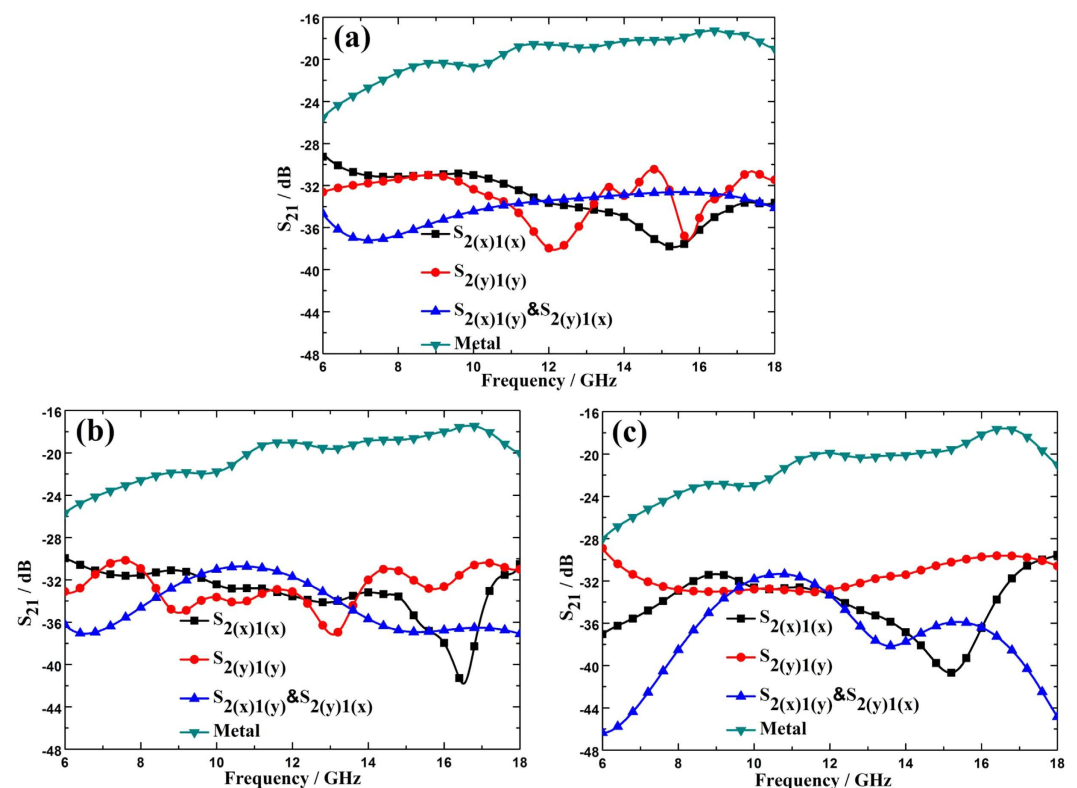 (a)
S21 / dB
-16
-20
-24
-28
-32
-36
-40
-44
-48
S2(x)1(x)
S2(y)1(y)
S2(x)1(y)&S2(y)1(x)
Metal
6 8 10 12 14 16 18
Frequency / GHz
(b)
S21 / dB
-16
-20
-24
-28
-32
-36
-40
-44
-48
S2(x)1(x)
S2(y)1(y)
S2(x)1(y)&S2(y)1(x)
Metal
6 8 10 12 14 16 18
Frequency / GHz
(c)
S21 / dB
-16
-20
-24
-28
-32
-36
-40
-44
-48
S2(x)1(x)
S2(y)1(y)
S2(x)1(y)&S2(y)1(x)
Metal
6 8 10 12 14 16 18
Frequency / GHz